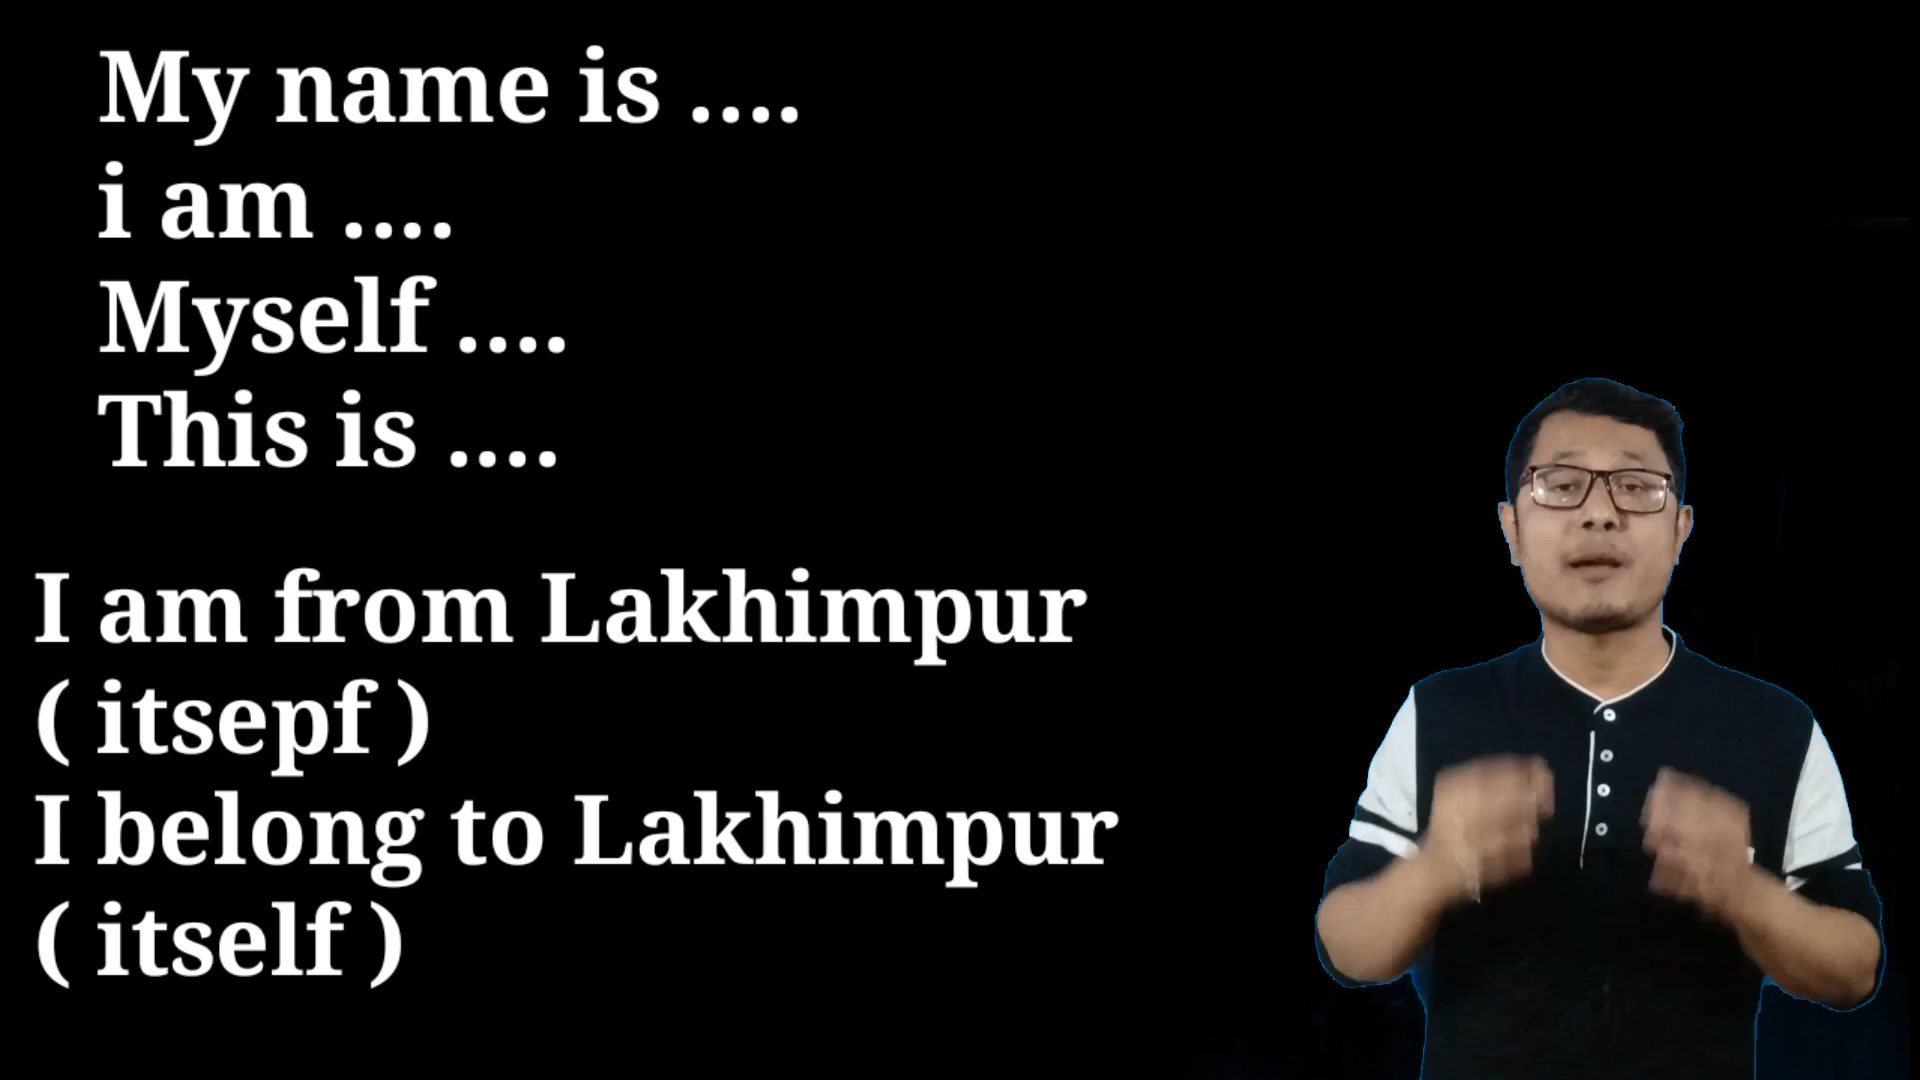 My name is ....
i am ....
Myself ....
This is ....
I am from Lakhimpur
( itsepf )
I belong to Lakhimpur
( itself )